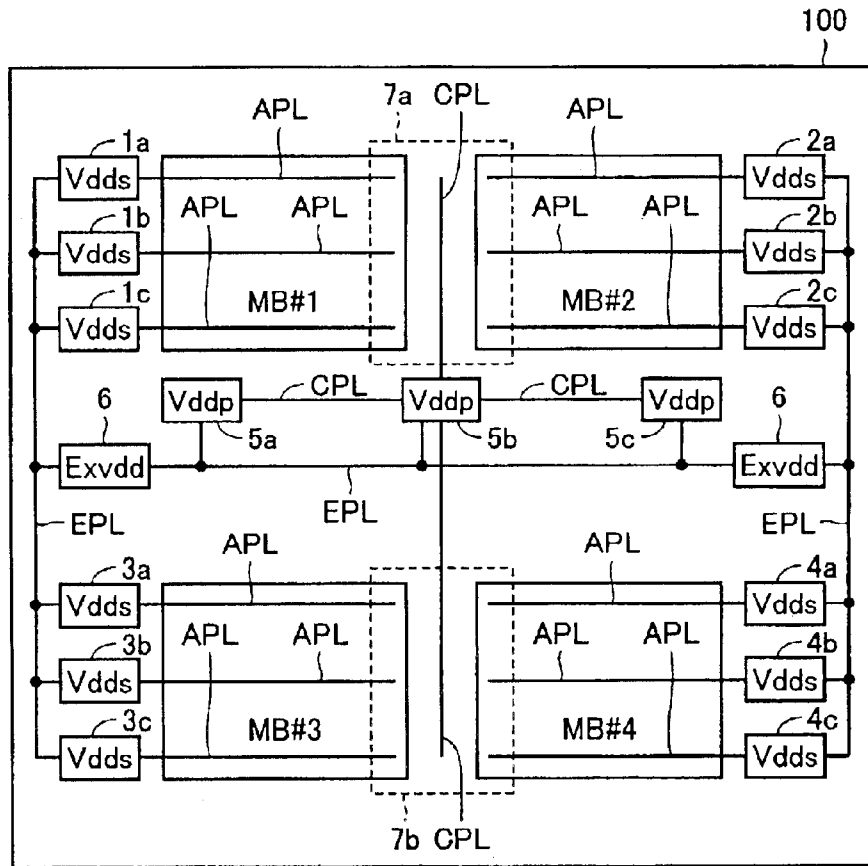 100
7a CPL
APL APL
1a 2a
Vdds Vdds
APL APL APL APL
1b 2b
Vdds Vdds
1c 2c
Vdds MB#1 MB#2 Vdds
CPL CPL
6 Vddp Vddp Vddp 6
5a 5b 5c
Exvdd Exvdd
EPL EPL EPL
APL APL
3a 4a
Vdds Vdds
APL APL APL APL
3b 4b
Vdds Vdds
3c 4c
Vdds MB#3 MB#4 Vdds
7b CPL